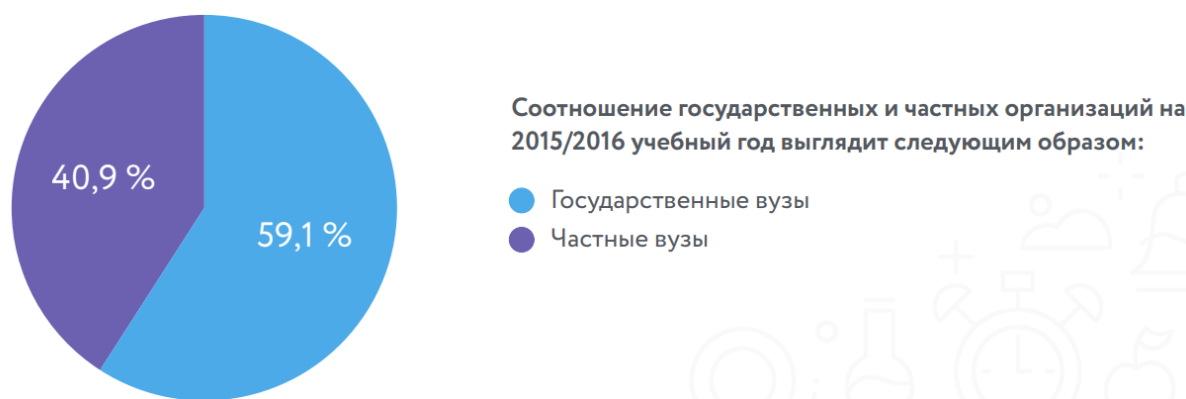 40,9 %
59,1 %
Соотношение государственных и частных организаций на
2015/2016 учебный год выглядит следующим образом:
Государственные вузы
Частные вузы